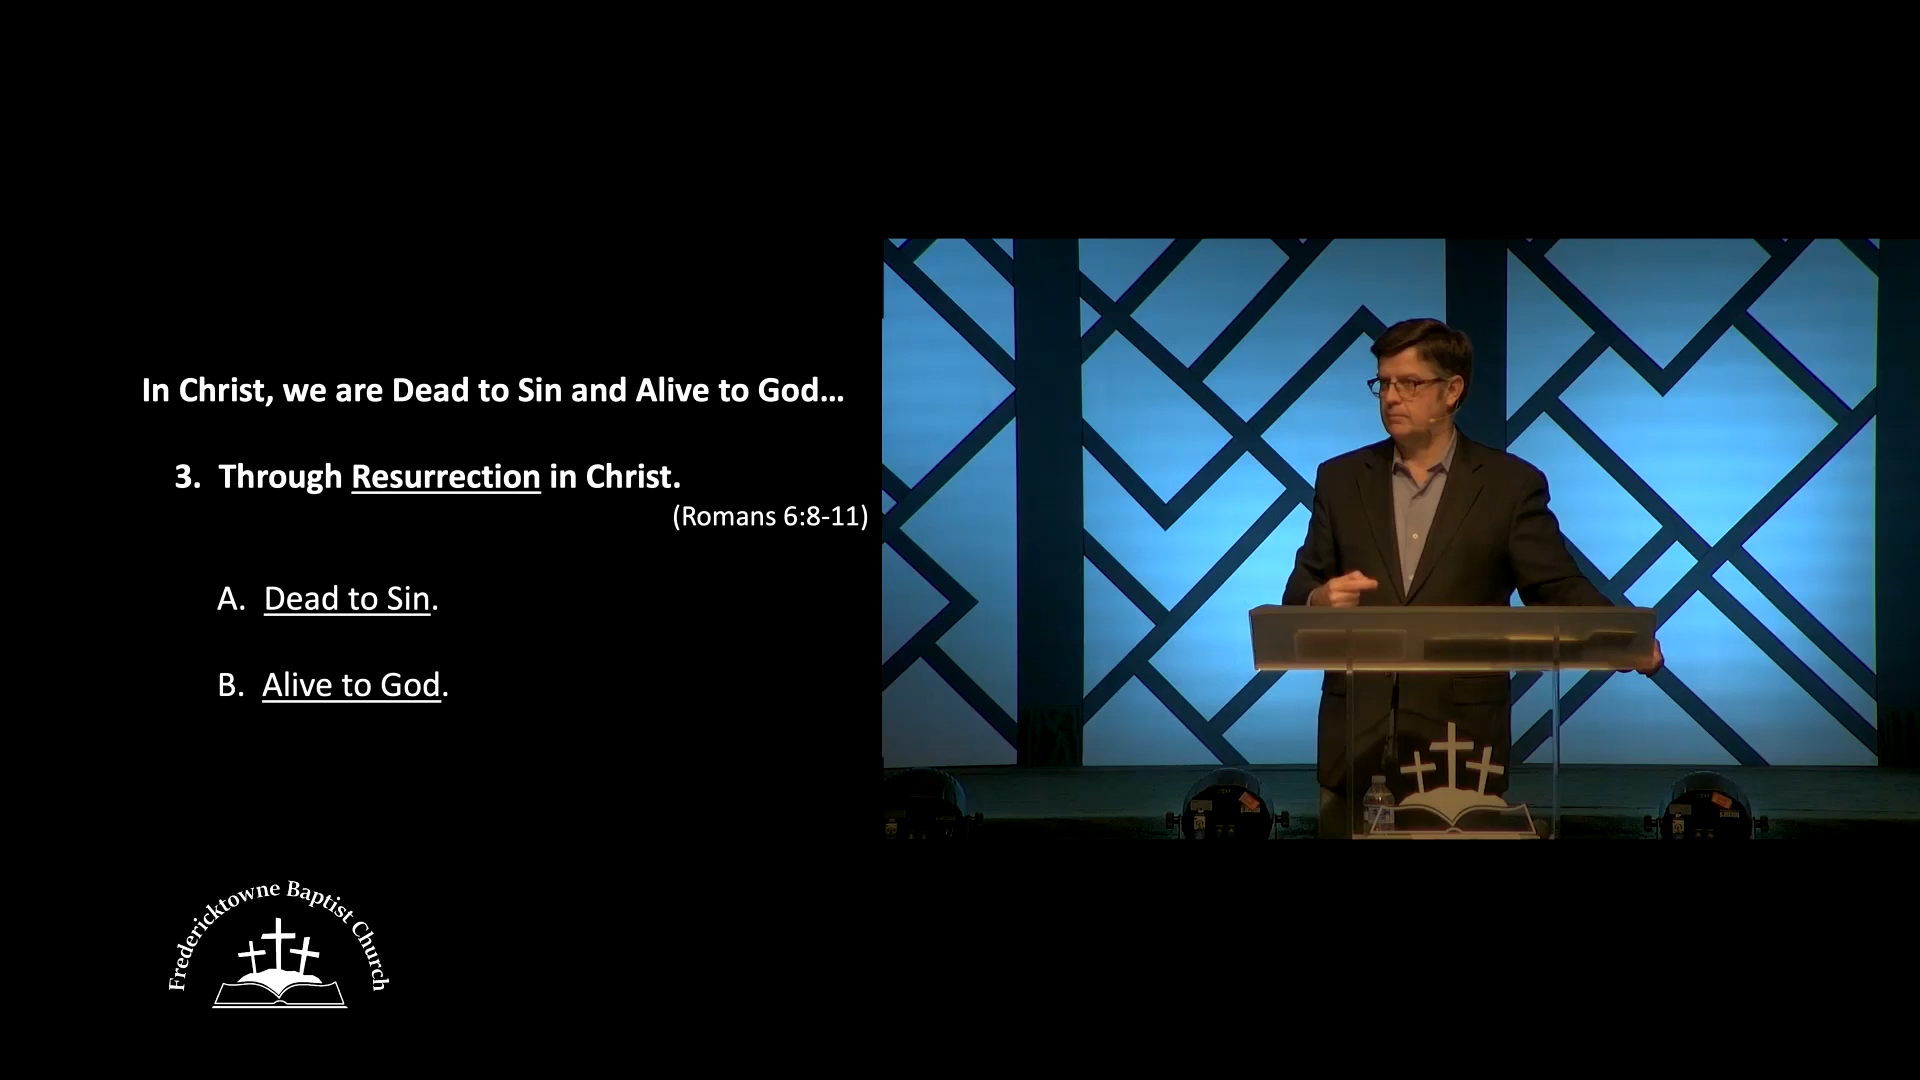 In Christ, we are Dead to Sin and Alive to God...
3. Through Resurrection in Christ.
(Romans 6:8-11)
A. Dead to Sin.
B. Alive to God.
Fredericktowne Baptist Church